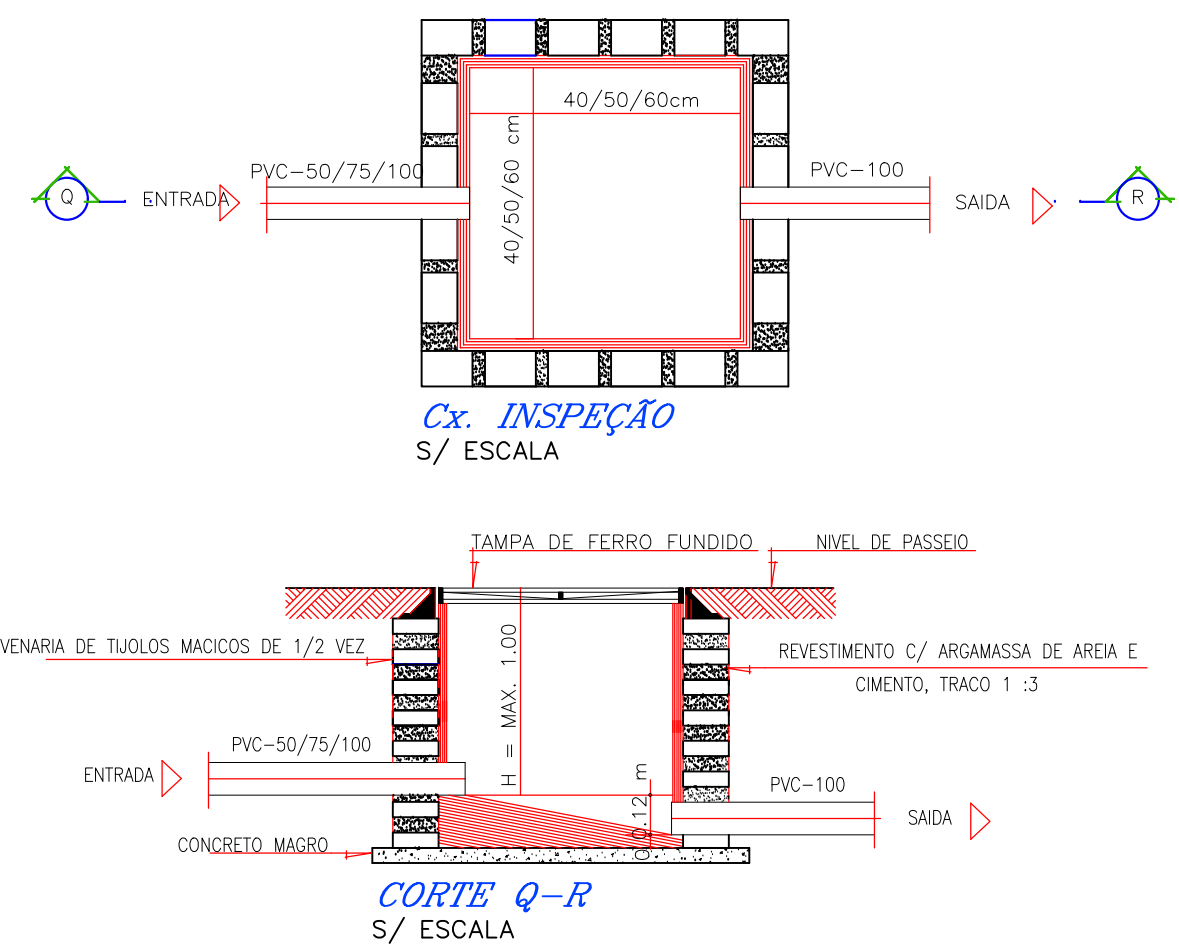 40/50/60cm
40/50/60 cm
PVC-50/75/100
PVC-100
Q
ENTRADA
SAIDA
R
Cx. INSPEÇÃO
S/ ESCALA
TAMPA DE FERRO FUNDIDO
NIVEL DE PASSEIO
VENARIA DE TIJOLOS MACICOS DE 1/2 VEZ
REVESTIMENTO C/ ARGAMASSA DE AREIA E
CIMENTO, TRACO 1 :3
H = MAX. 1.00
PVC-50/75/100
ENTRADA
m
PVC-100
0.12
SAIDA
CONCRETO MAGRO
CORTE Q-R
S/ ESCALA